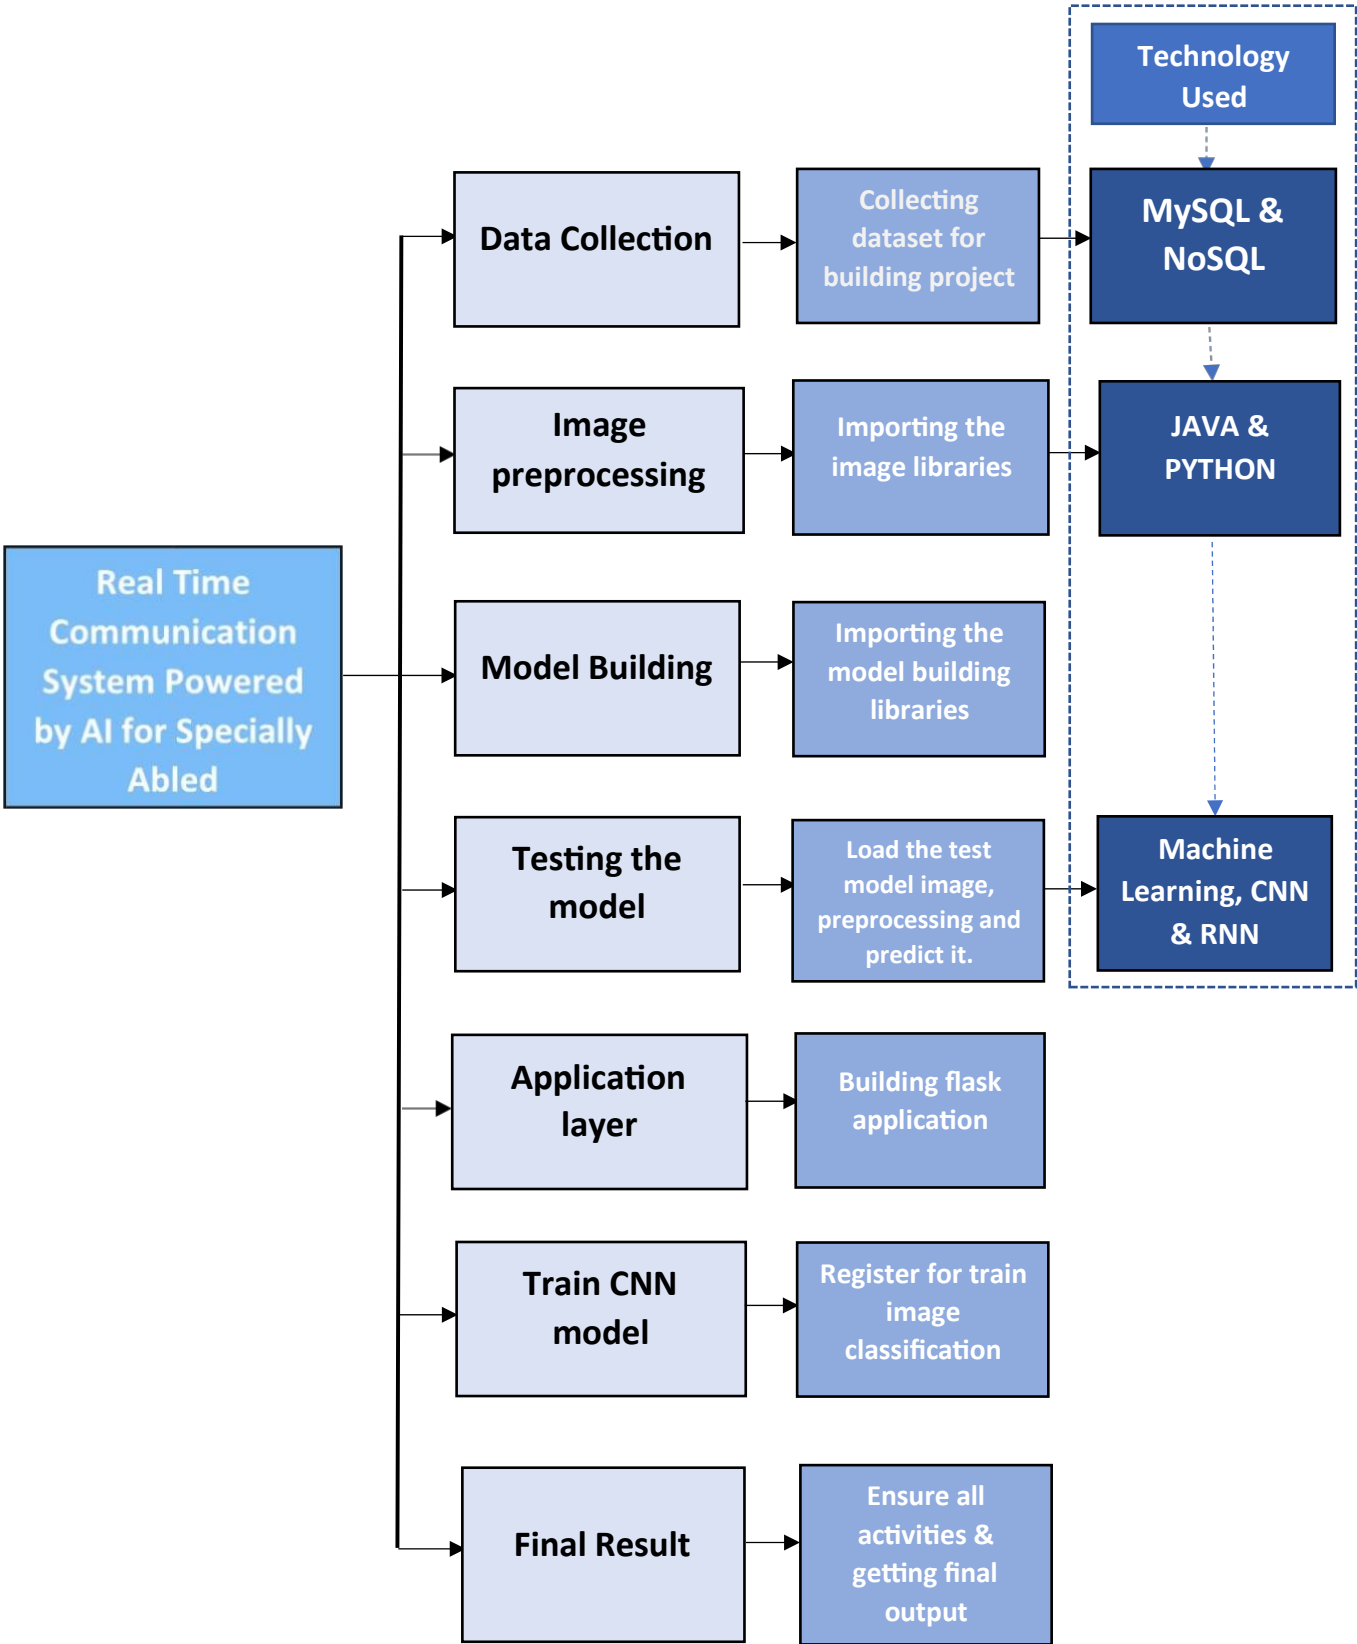 Technology
Used
Data Collection
Collecting
dataset for
building project
MySQL &
NoSQL
Image
preprocessing
Importing the
image libraries
JAVA &
PYTHON
Real Time
Communication
System Powered
by AI for Specially
Abled
Model Building
Importing the
model building
libraries
Testing the
model
Load the test
model image,
preprocessing and
predict it.
Machine
Learning, CNN
& RNN
Application
layer
Building flask
application
Train CNN
model
Register for train
image
classification
Final Result
Ensure all
activities &
getting final
output